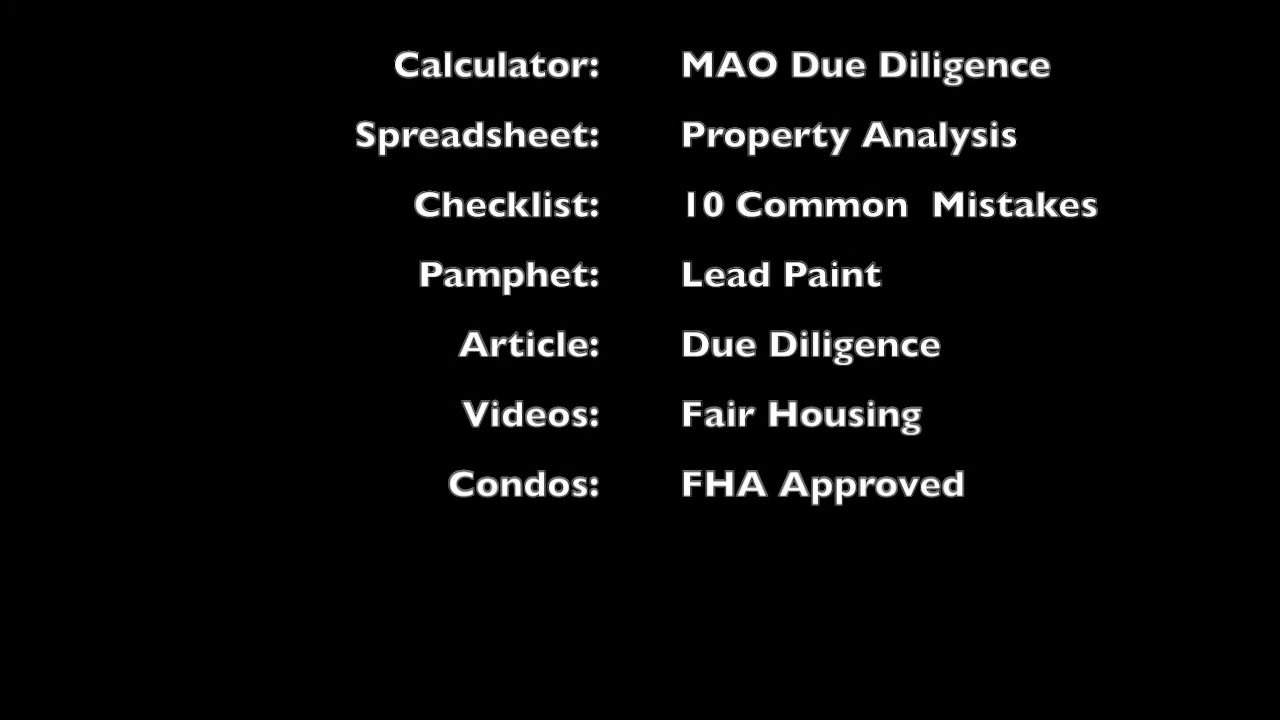 Calculator: MAO Due Diligence
Spreadsheet: Property Analysis
Checklist: 10 Common  Mistakes
Pamphet: Lead Paint
Article: Due Diligence
Videos: Fair Housing
Condos: FHA Approved